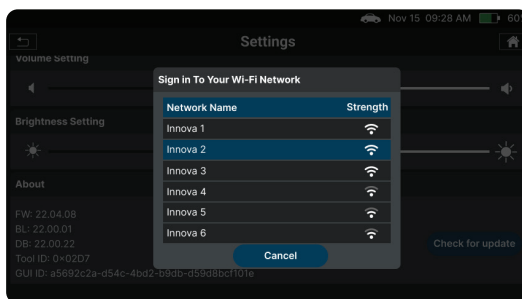 Nov 15 09:28 AM 60
Settings
Volume Setting
Sign in To Your Wi-Fi Network
Network Name Strength
Innova 1
Brightness Setting
Innova 2
Innova 3
About
Innova 4
FW: 22.04.08
Innova 5
BL: 22.00.01
Innova 6
DB: 22.00.22
Check for update
Cancel
Tool ID: 0x02D7
GUI ID: a5692c2a-d54c-4bd2-b9db-d59d8bcf101e